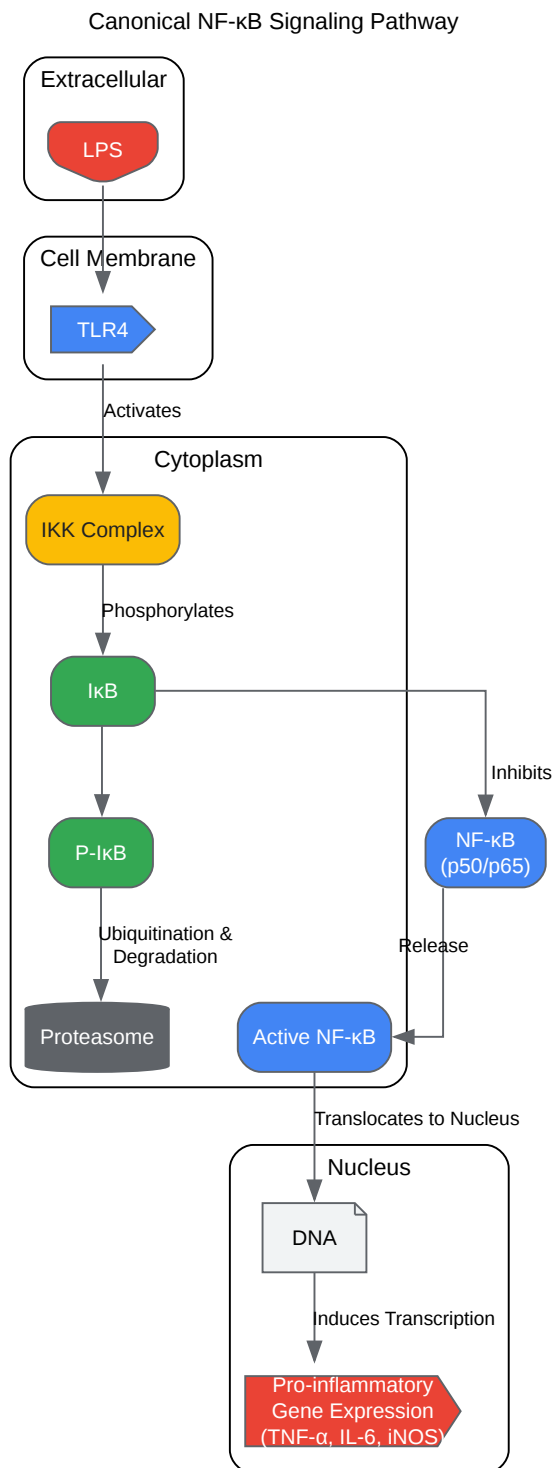 Canonical NF-κB Signaling Pathway
Extracellular
LPS
Cell Membrane
TLR4
Activates
Cytoplasm
IKK Complex
Phosphorylates
IκB
Inhibits
P-IκB
NF-κB
(p50/p65)
Ubiquitination &
Degradation
Release
Proteasome
Active NF-κB
Translocates to Nucleus
Nucleus
DNA
Induces Transcription
Pro-inflammatory
Gene Expression
(TNF-α, IL-6, iNOS)